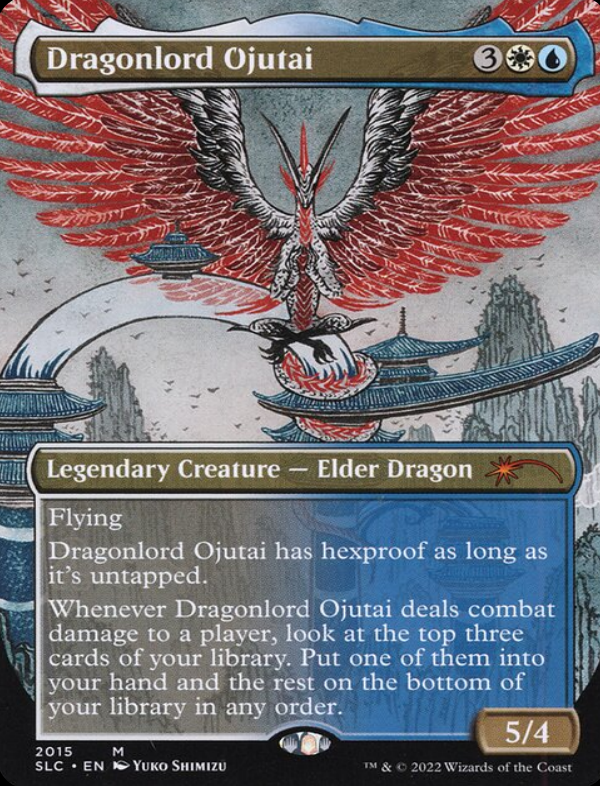 Dragonlord Ojutai 3
Legendary Creature — Elder Dragon
Flying
Dragonlord Ojutai has hexproof as long as
it's untapped.
Whenever Dragonlord Ojutai deals combat
damage to a player, look at the top three
cards of your library. Put one of them into
your hand and the rest on the bottom of
your library in any order.
5/4
2015 M
SLC • EN Yuko Shimizu
™ & © 2022 Wizards of the Coast